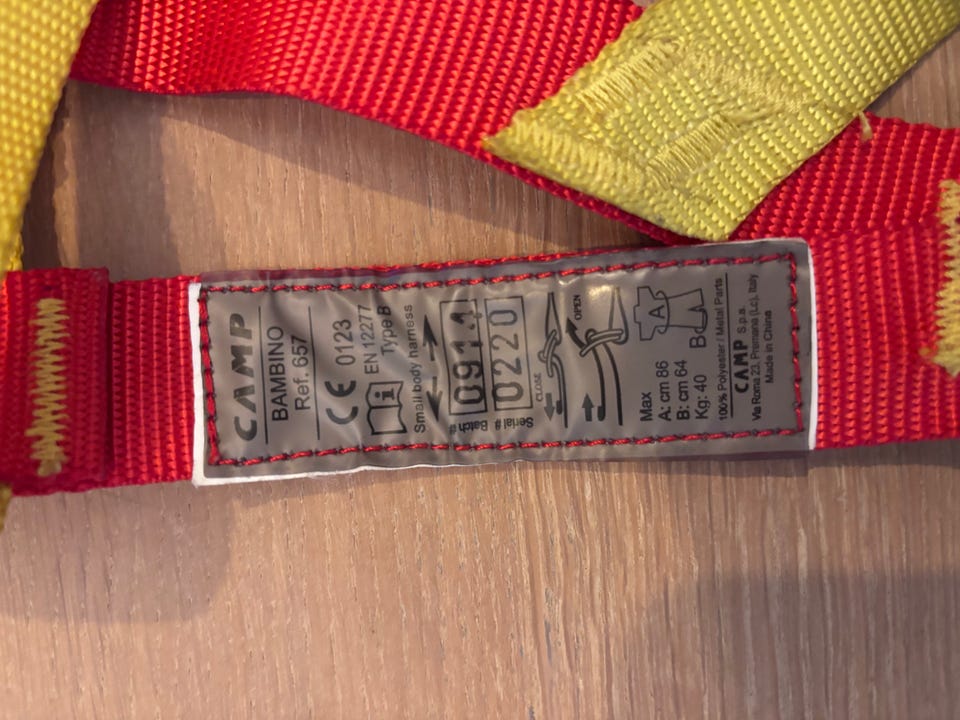 CAMP
BAMBINO
Ref. 657
CE 0123
EN 12277
i Type B
Small body harness
Batch# 0914
Serial# 0220
CLOSE
OPEN
A
B
Max
A: cm 86
B: cm 64
Kg: 40
100% Polyester / Metal Parts
CAMP S.p.a.
Via Roma 23, Premana (Lc), Italy
Made in China